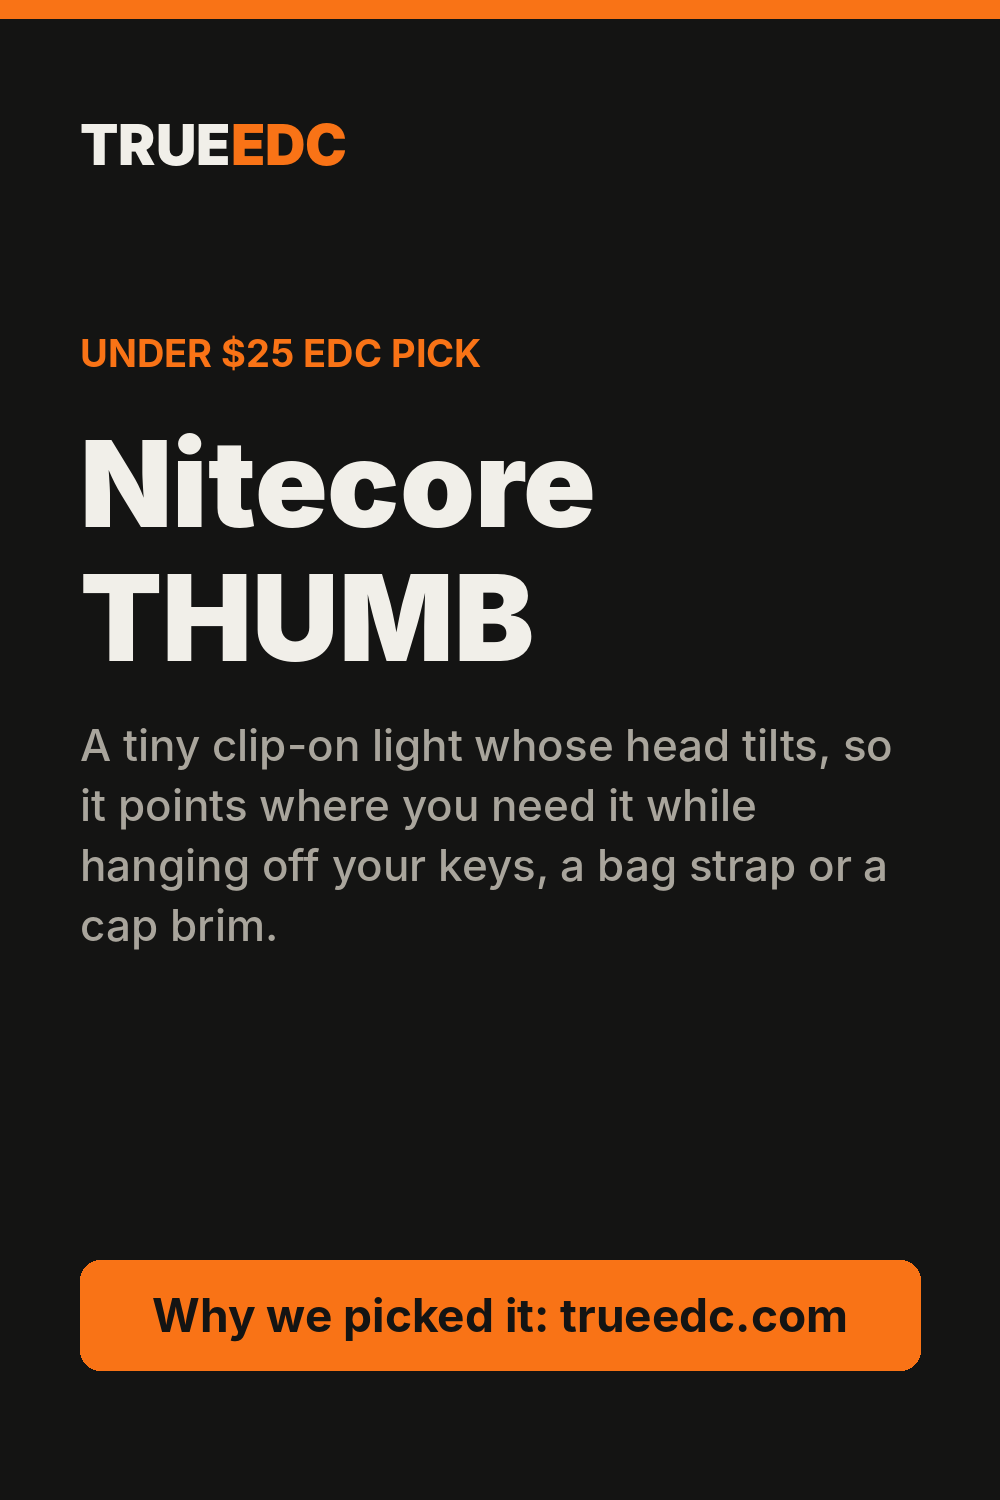 TRUEEDC
UNDER $25 EDC PICK
Nitecore
THUMB
A tiny clip-on light whose head tilts, so
it points where you need it while
hanging off your keys, a bag strap or a
cap brim.
Why we picked it: trueedc.com